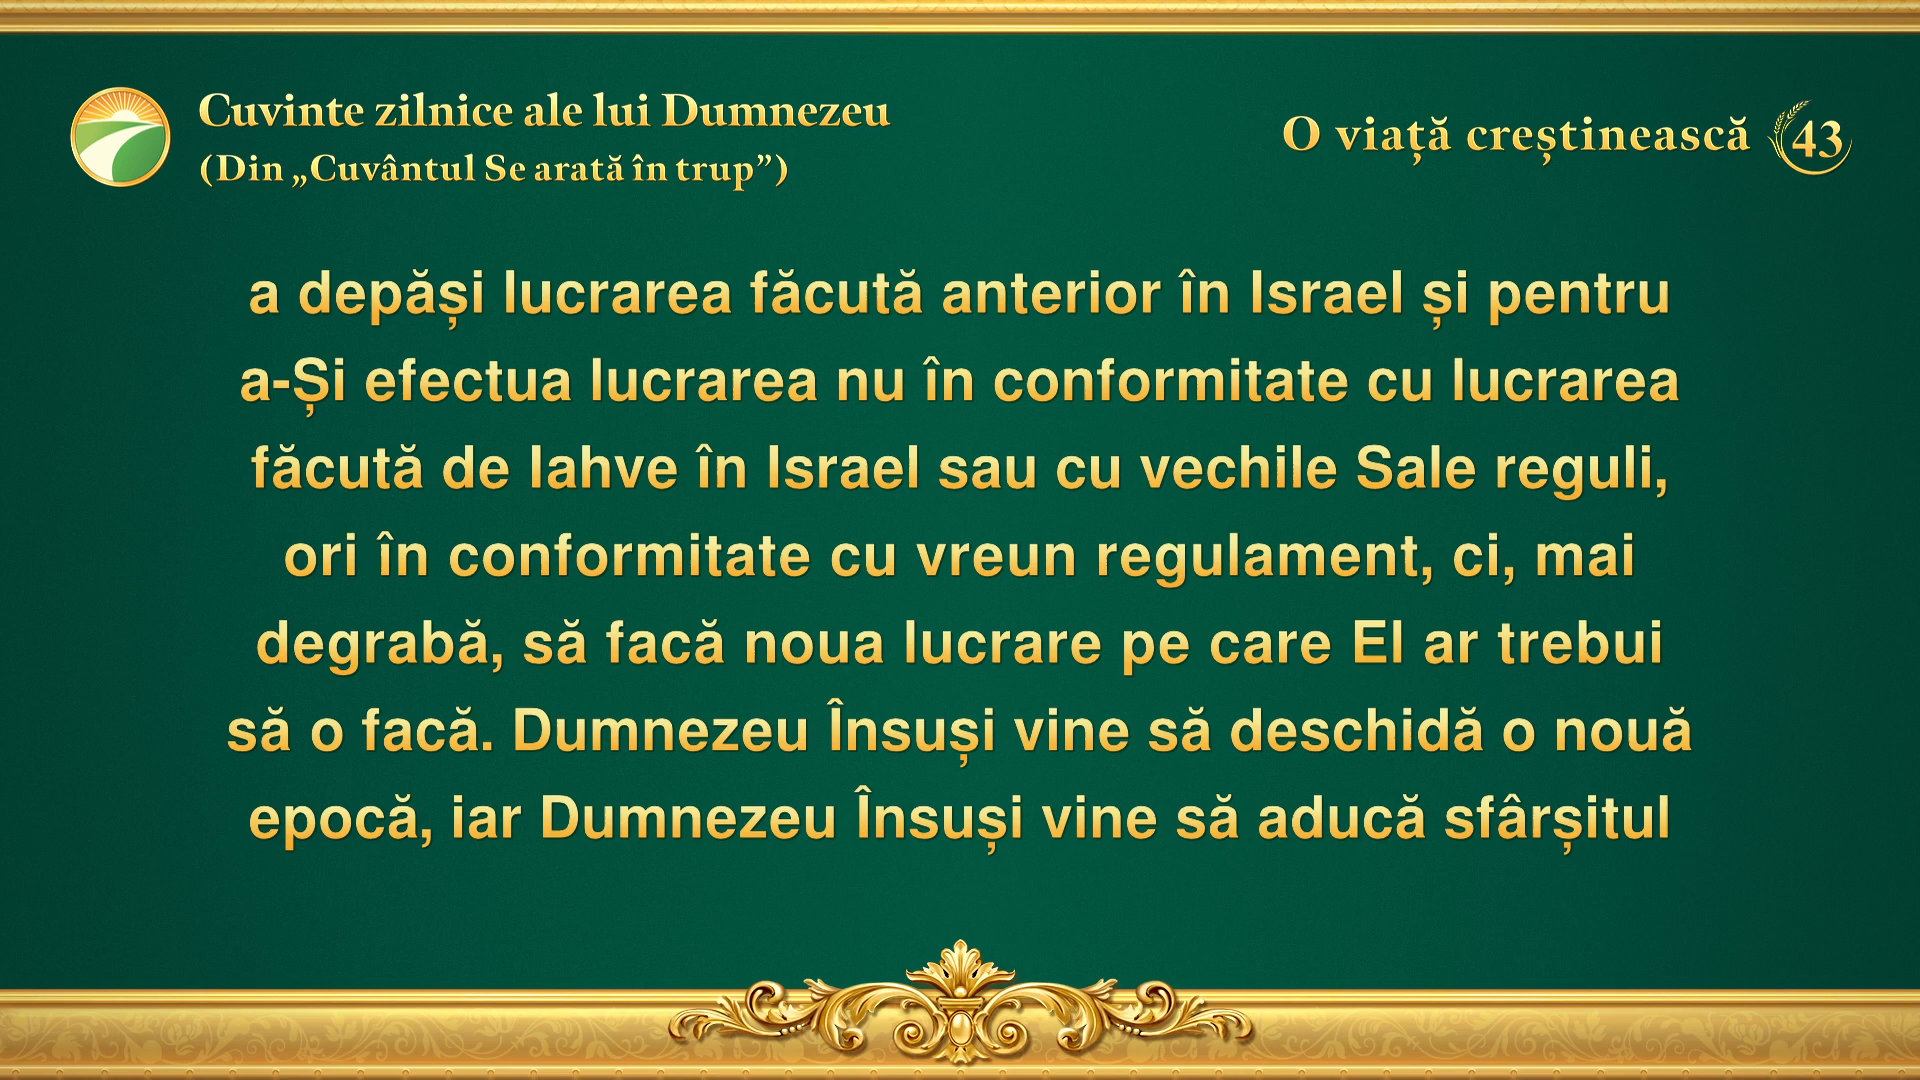 Cuvinte zilnice ale lui Dumnezeu
(Din „Cuvântul Se arată în trup”)
O viață creștinească 43
a depăși lucrarea făcută anterior în Israel și pentru
a-Și efectua lucrarea nu în conformitate cu lucrarea
făcută de Iahve în Israel sau cu vechile Sale reguli,
ori în conformitate cu vreun regulament, ci, mai
degrabă, să facă noua lucrare pe care El ar trebui
să o facă. Dumnezeu Însuși vine să deschidă o nouă
epocă, iar Dumnezeu Însuși vine să aducă sfârșitul